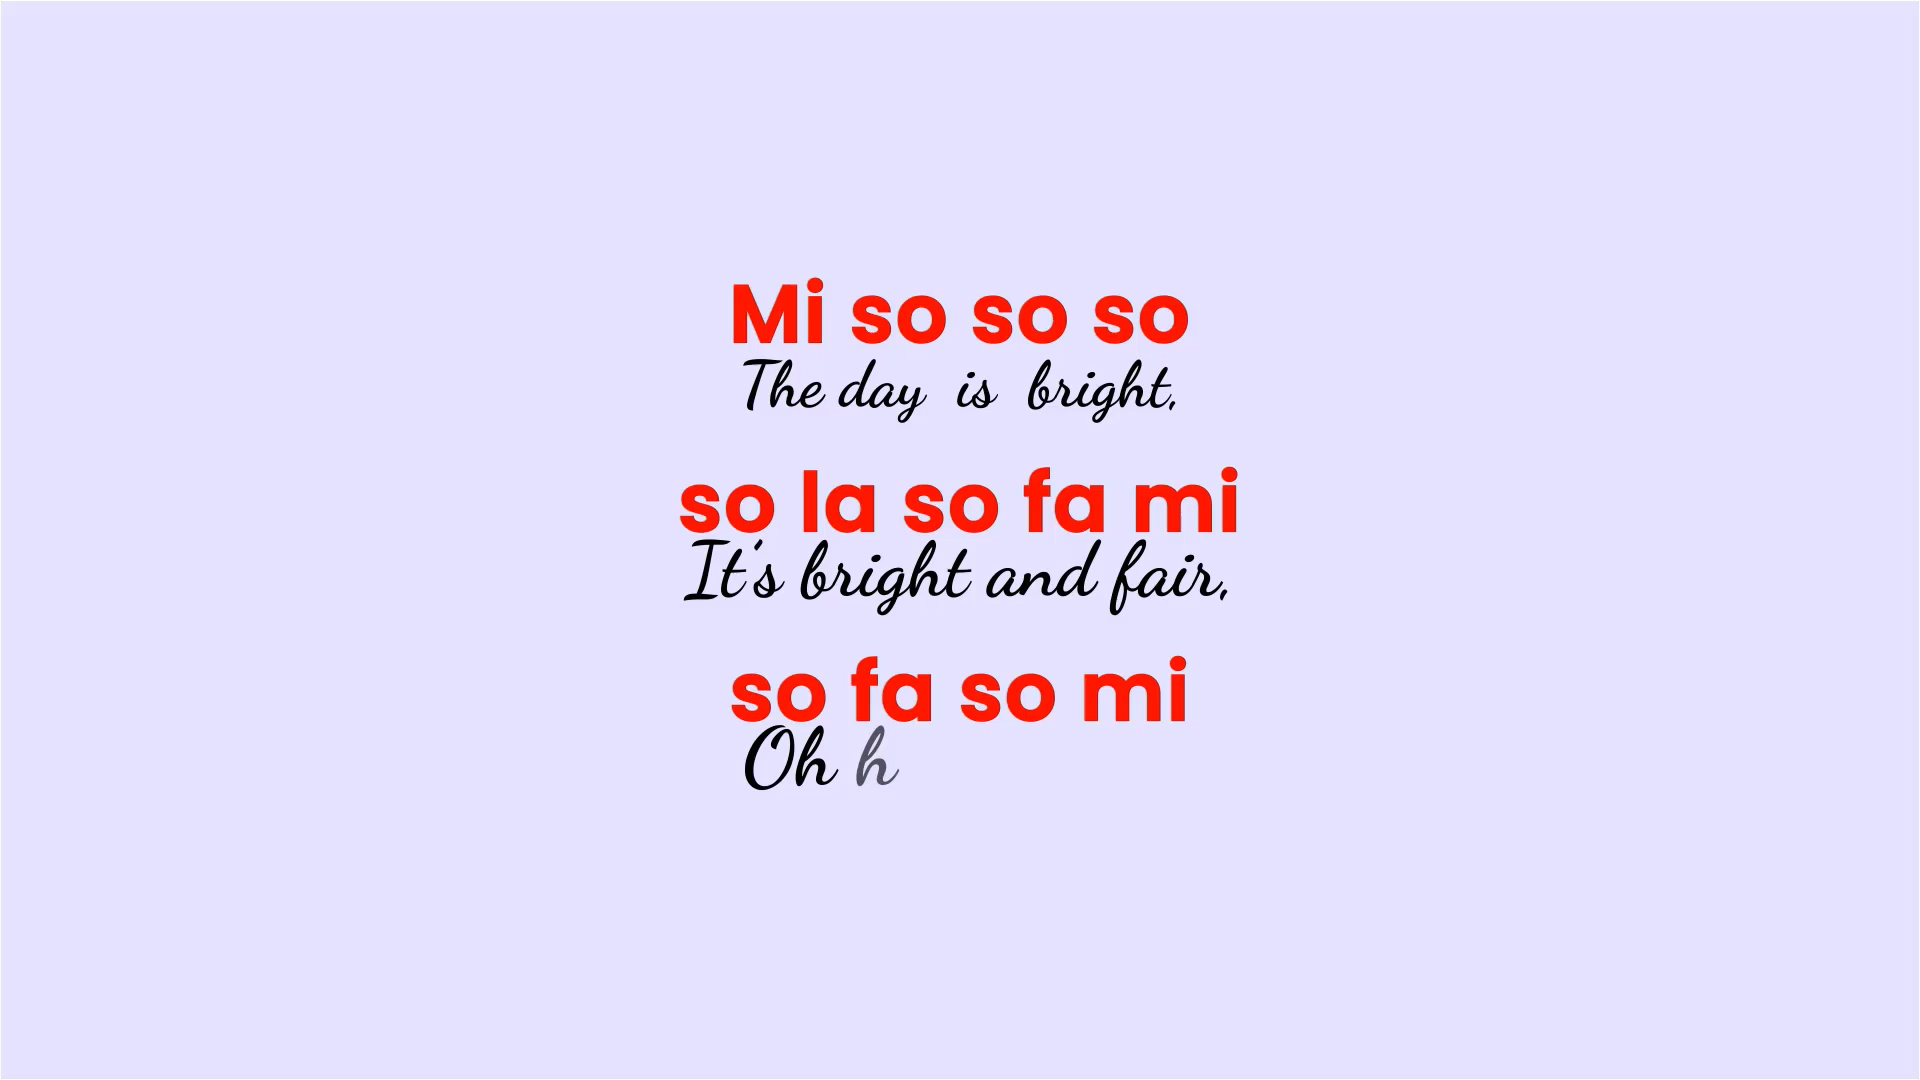 Mi so so so
The day is bright,
so la so fa mi
It's bright and fair,
so fa so mi
Oh h